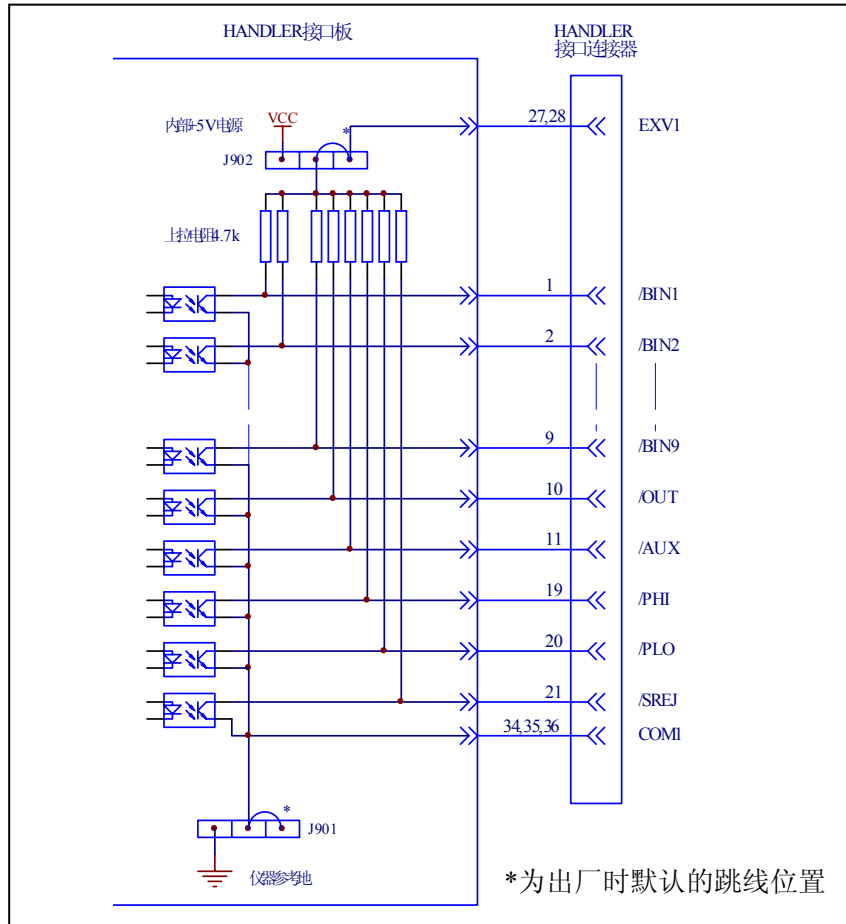 HANDLER接口板
HANDLER
接口连接器
内部+5V电源
VCC
*
27,28
EXV1
J902
上拉电阻4.7k
1
/BIN1
2
/BIN2
9
/BIN9
10
/OUT
11
/AUX
19
/PHI
20
/PLO
21
/SREJ
34,35,36
COM1
*
J901
仪器参考地
*为出厂时默认的跳线位置